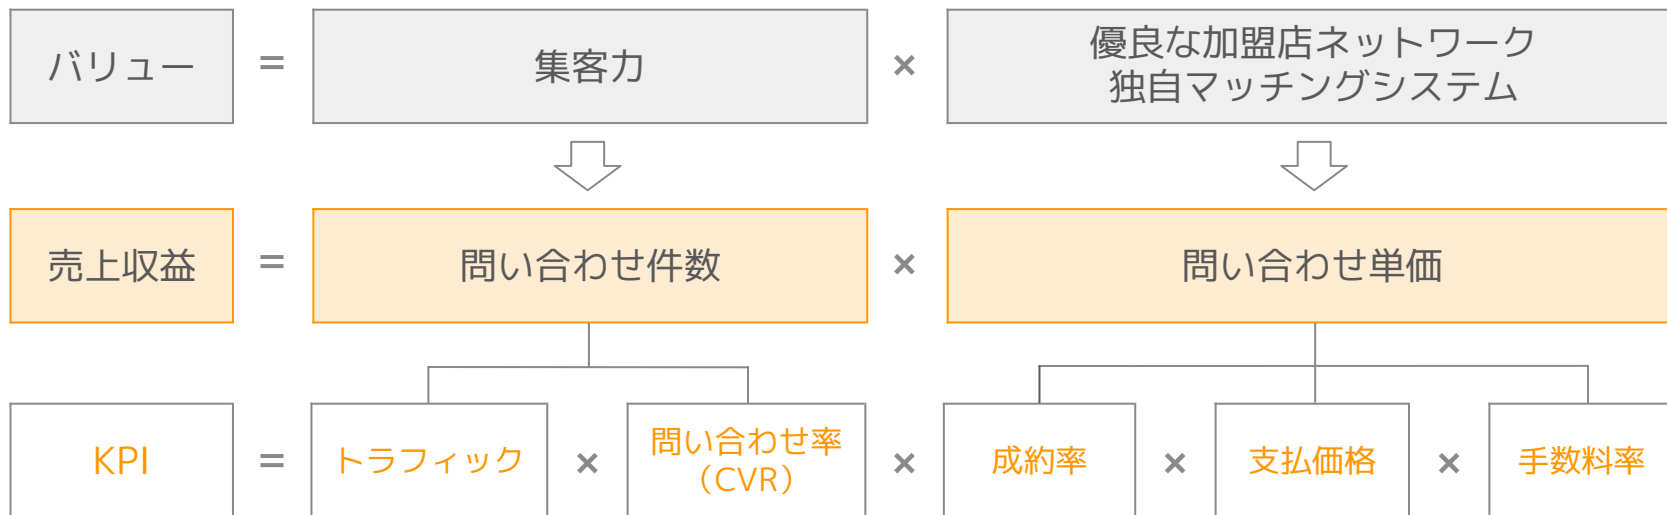 バリュー = 集客力 × 優良な加盟店ネットワーク
独自マッチングシステム
売上収益 = 問い合わせ件数 × 問い合わせ単価
KPI = トラフィック × 問い合わせ率
(CVR) × 成約率 × 支払価格 × 手数料率